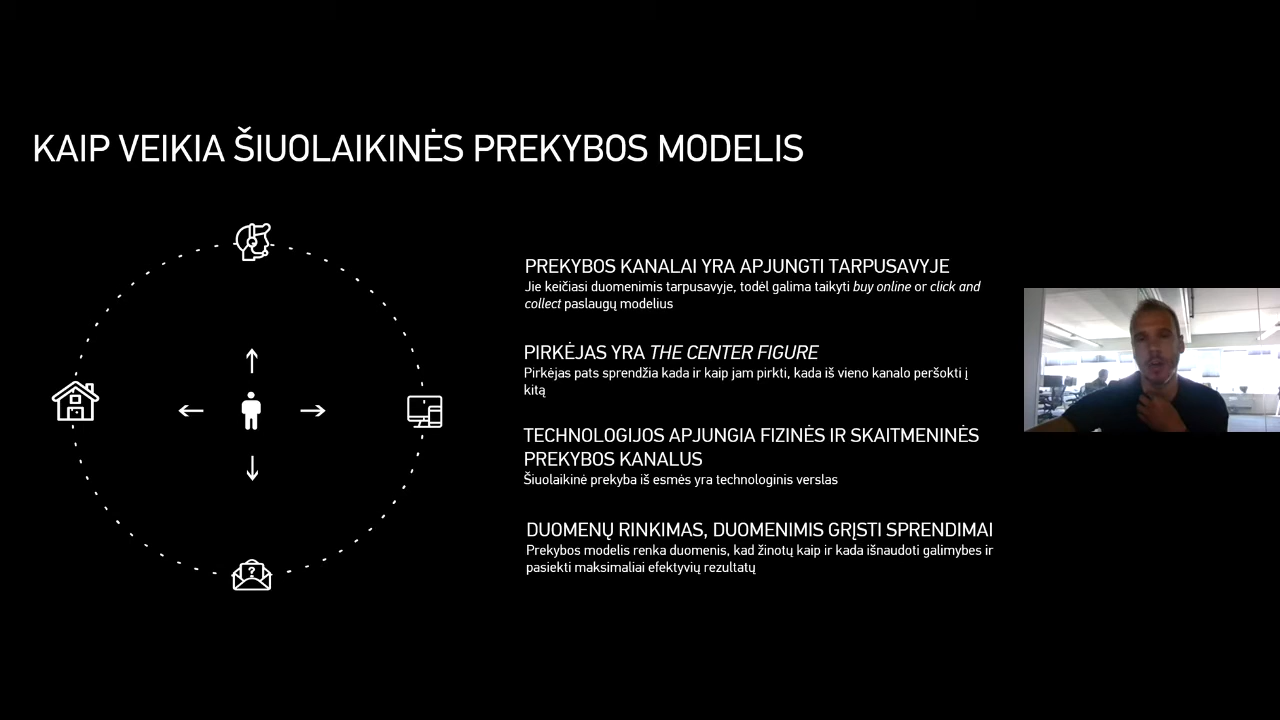 KAIP VEIKIA ŠIUOLAIKINĖS PREKYBOS MODELIS
PREKYBOS KANALAI YRA APJUNGTI TARPUSAVYJE
Jie keičiasi duomenimis tarpusavyje, todėl galima taikyti buy online or click and
collect paslaugų modelius
PIRKĖJAS YRA THE CENTER FIGURE
Pirkėjas pats sprendžia kada ir kaip jam pirkti, kada iš vieno kanalo peršokti į
kitą
TECHNOLOGIJOS APJUNGIA FIZINĖS IR SKAITMENINĖS
PREKYBOS KANALUS
Šiuolaikinė prekyba iš esmės yra technologinis verslas
DUOMENŲ RINKIMAS, DUOMENIMIS GRĮSTI SPRENDIMAI
Prekybos modelis renka duomenis, kad žinotų kaip ir kada išnaudoti galimybes ir
pasiekti maksimaliai efektyvių rezultatų
?